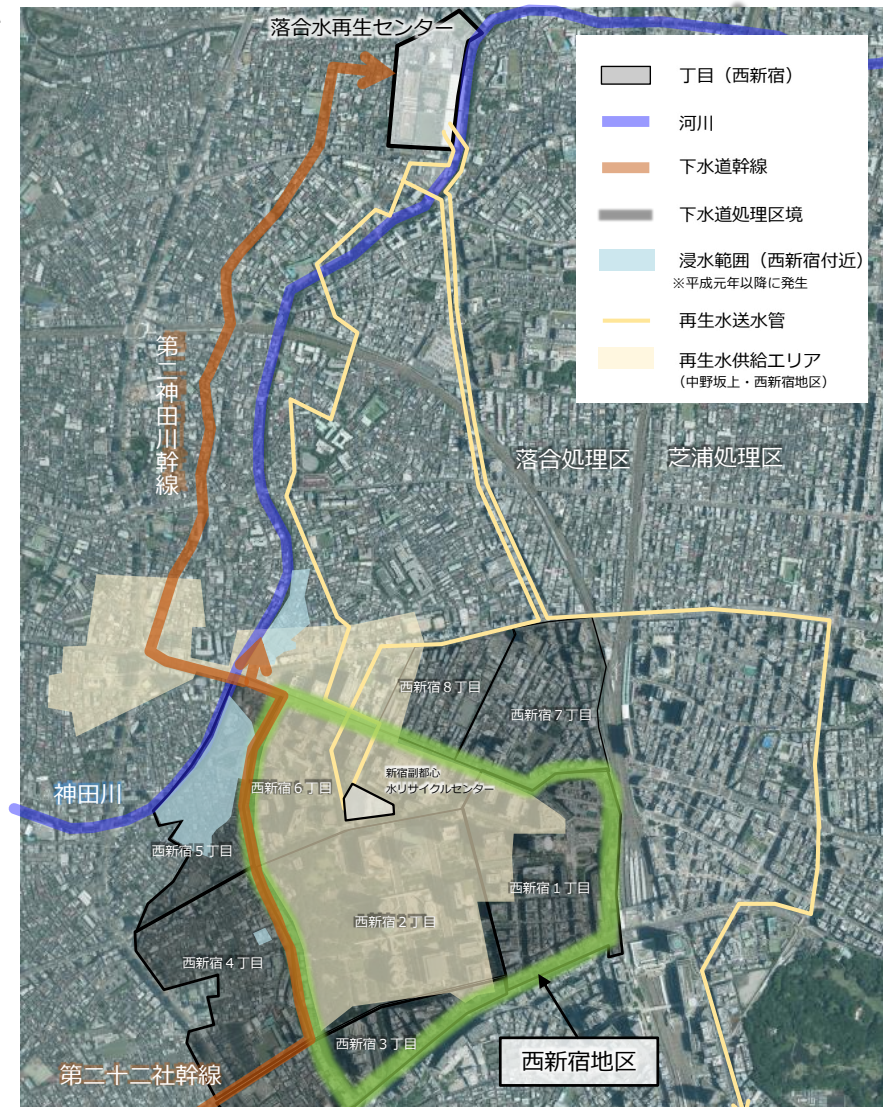 落合水再生センター
丁目（西新宿）
河川
下水道幹線
下水道処理区境
浸水範囲（西新宿付近）
※平成元年以降に発生
再生水送水管
再生水供給エリア
（中野坂上・西新宿地区）
第二神田川幹線
落合処理区
芝浦処理区
西新宿８丁目
西新宿７丁目
新宿副都心
水リサイクルセンター
西新宿６丁目
神田川
西新宿５丁目
西新宿１丁目
西新宿２丁目
西新宿４丁目
西新宿３丁目
西新宿地区
第二十二社幹線